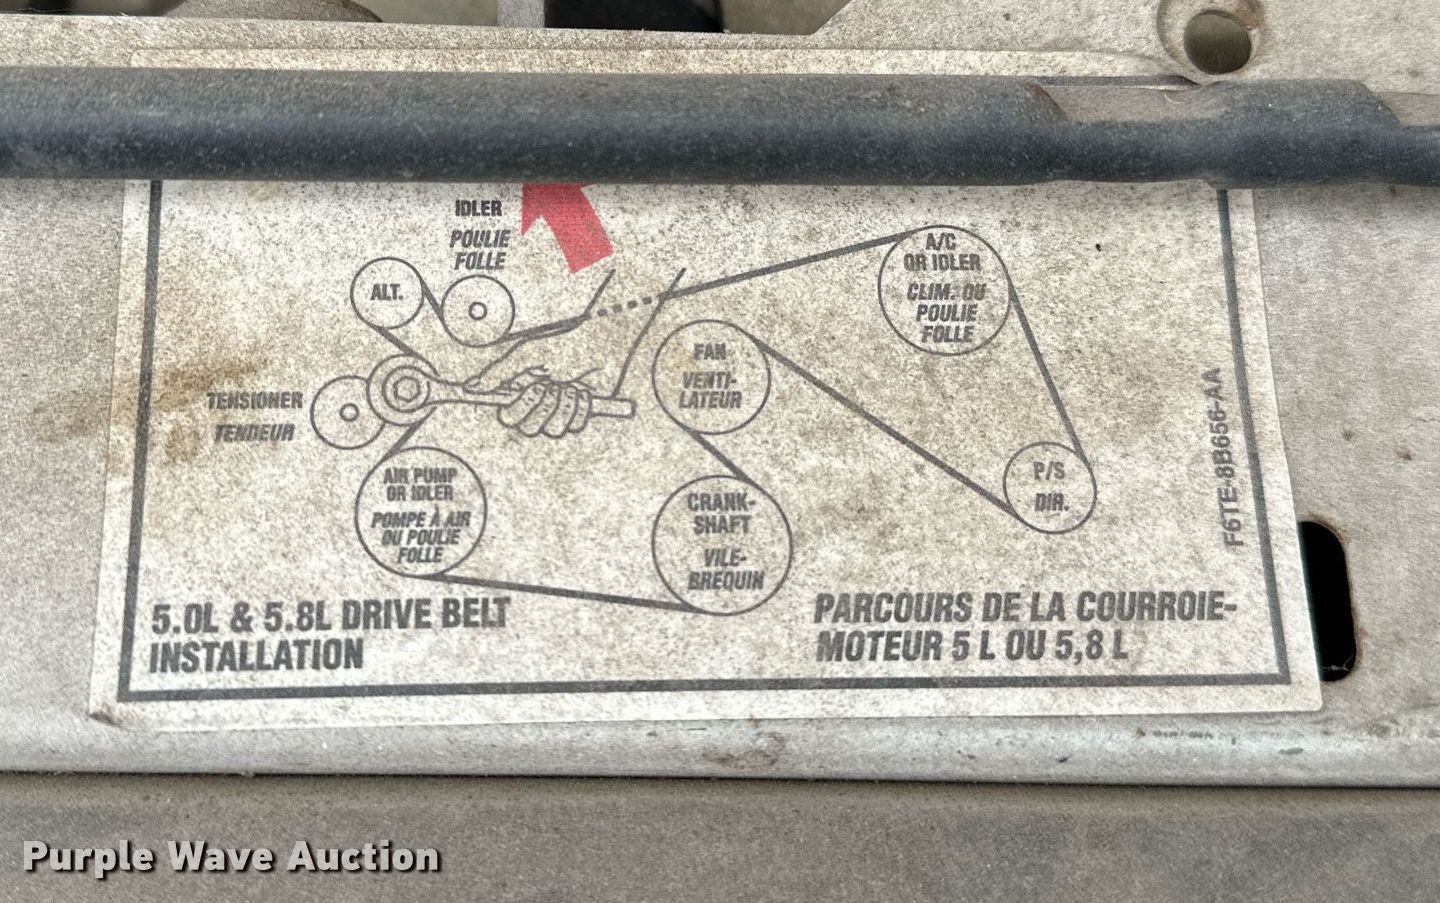 IDLER
POULIE
FOLLE
ALT.
A/C
OR IDLER
CLIM. OU
POULIE
FOLLE
FAN
VENTI-
LATEUR
TENSIONER
TENDEUR
AIR PUMP
OR IDLER
POMPE À AIR
OU POULIE
FOLLE
CRANK-
SHAFT
VILE-
BREQUIN
P/S
DIR.
F6TE-8B656-AA
5.0L & 5.8L DRIVE BELT
INSTALLATION
PARCOURS DE LA COURROIE-
MOTEUR 5 L OU 5,8 L
Purple Wave Auction